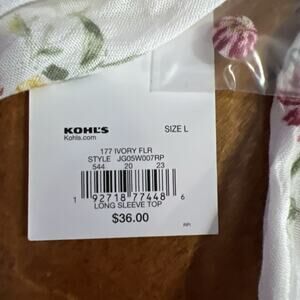 KOHL'S
Kohls.com
SIZE L
177 IVORY FLR
STYLE JG05W007RP
544 20 23
1 92718 77448 6
LONG SLEEVE TOP
$36.00
RPI